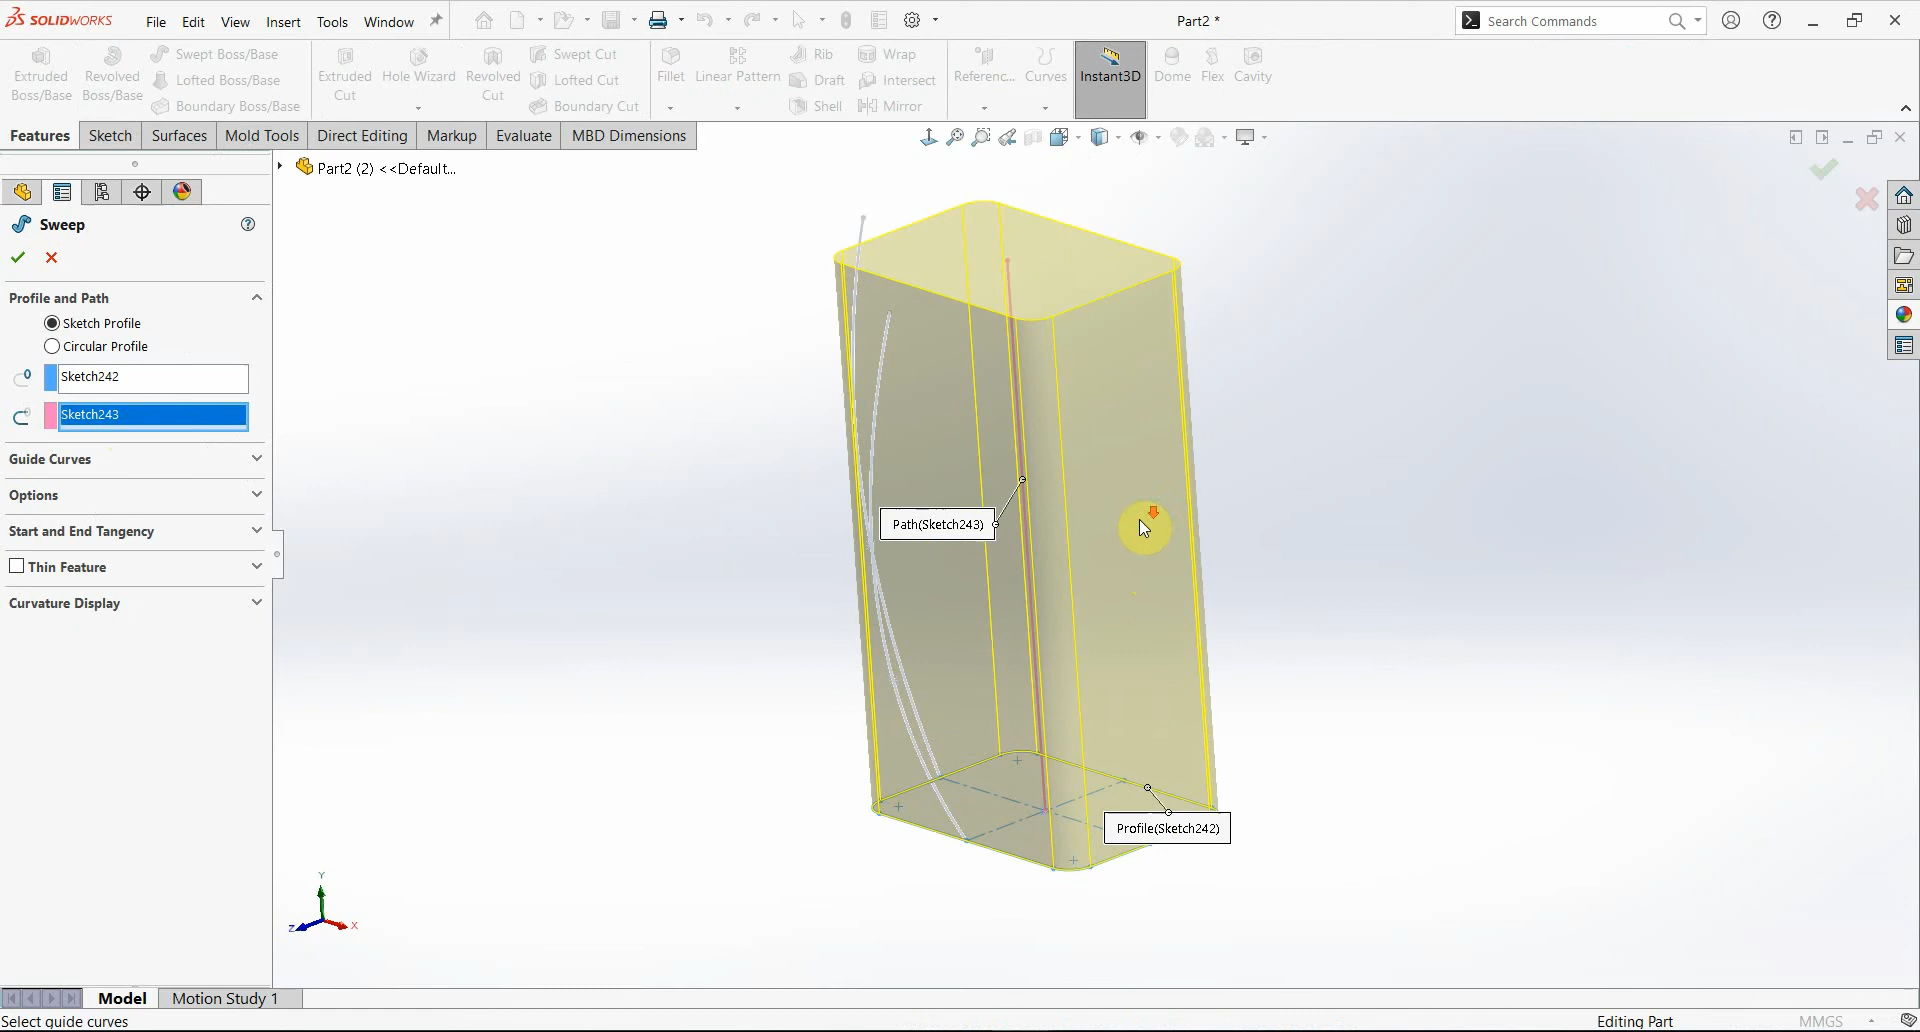 SOLIDWORKS
File Edit View Insert Tools Window
Part2 *
Search Commands
Extruded Boss/Base
Revolved Boss/Base
Swept Boss/Base
Lofted Boss/Base
Boundary Boss/Base
Extruded Cut
Hole Wizard
Revolved Cut
Swept Cut
Lofted Cut
Boundary Cut
Fillet
Linear Pattern
Rib
Draft
Shell
Wrap
Intersect
Mirror
Referenc...
Curves
Instant3D
Dome
Flex
Cavity
Features Sketch Surfaces Mold Tools Direct Editing Markup Evaluate MBD Dimensions
Part2 (2) <<Default...
Sweep
Profile and Path
Sketch Profile
Circular Profile
Sketch242
Sketch243
Guide Curves
Options
Start and End Tangency
Thin Feature
Curvature Display
Path(Sketch243)
Profile(Sketch242)
Y
Z
X
Model Motion Study 1
Select guide curves
Editing Part
MMGS